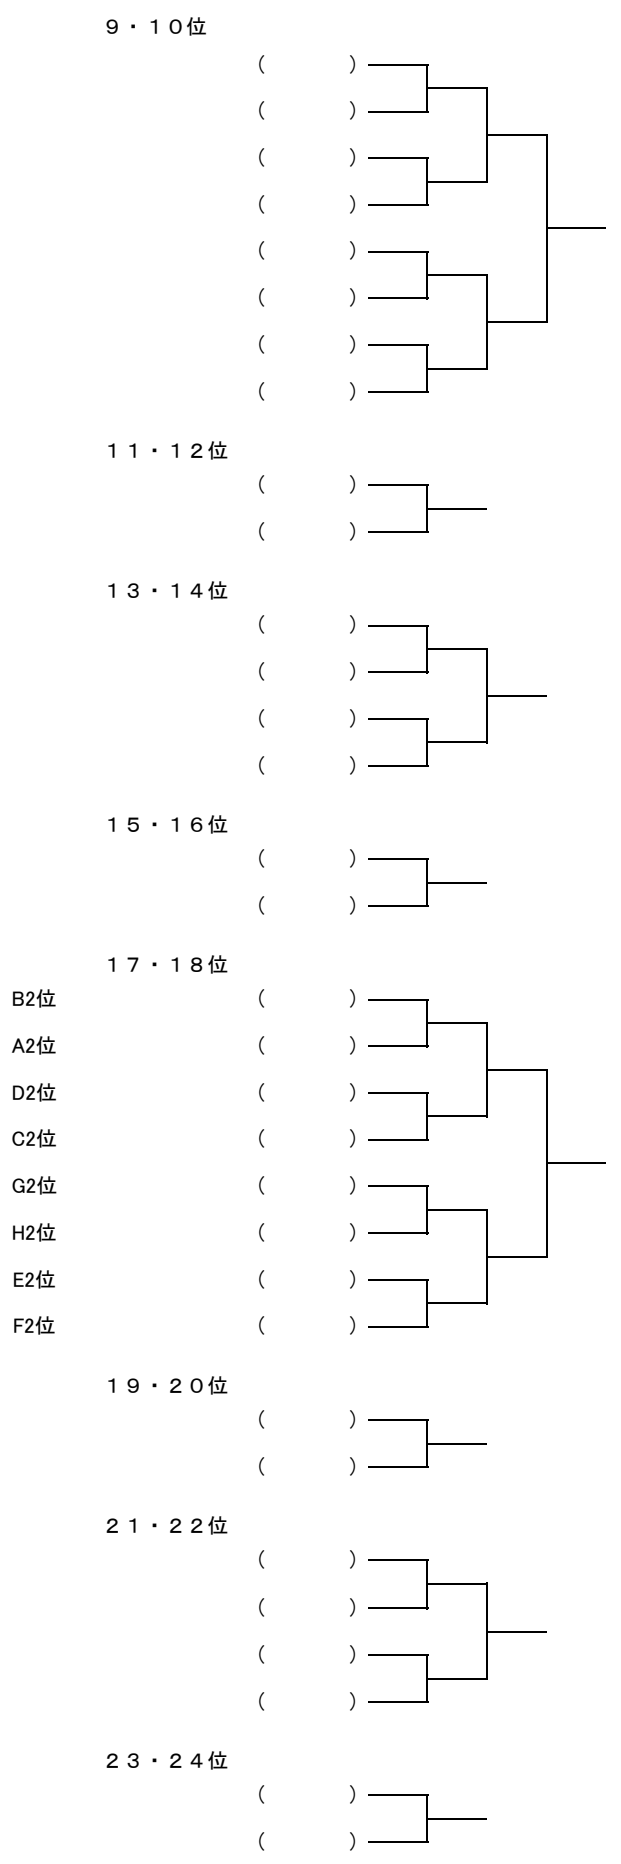 ９・１０位
(　　　)
(　　　)
(　　　)
(　　　)
(　　　)
(　　　)
(　　　)
(　　　)
１１・１２位
(　　　)
(　　　)
１３・１４位
(　　　)
(　　　)
(　　　)
(　　　)
１５・１６位
(　　　)
(　　　)
１７・１８位
B2位 (　　　)
A2位 (　　　)
D2位 (　　　)
C2位 (　　　)
G2位 (　　　)
H2位 (　　　)
E2位 (　　　)
F2位 (　　　)
１９・２０位
(　　　)
(　　　)
２１・２２位
(　　　)
(　　　)
(　　　)
(　　　)
２３・２４位
(　　　)
(　　　)